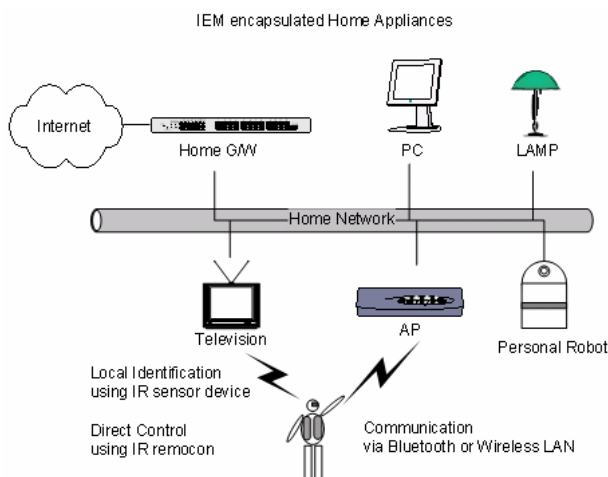 IEM encapsulated Home Appliances
Internet
Home G/W
PC
LAMP
Home Network
Television
AP
Personal Robot
Local Identification
using IR sensor device
Direct Control
using IR remocon
Communication
via Bluetooth or Wireless LAN